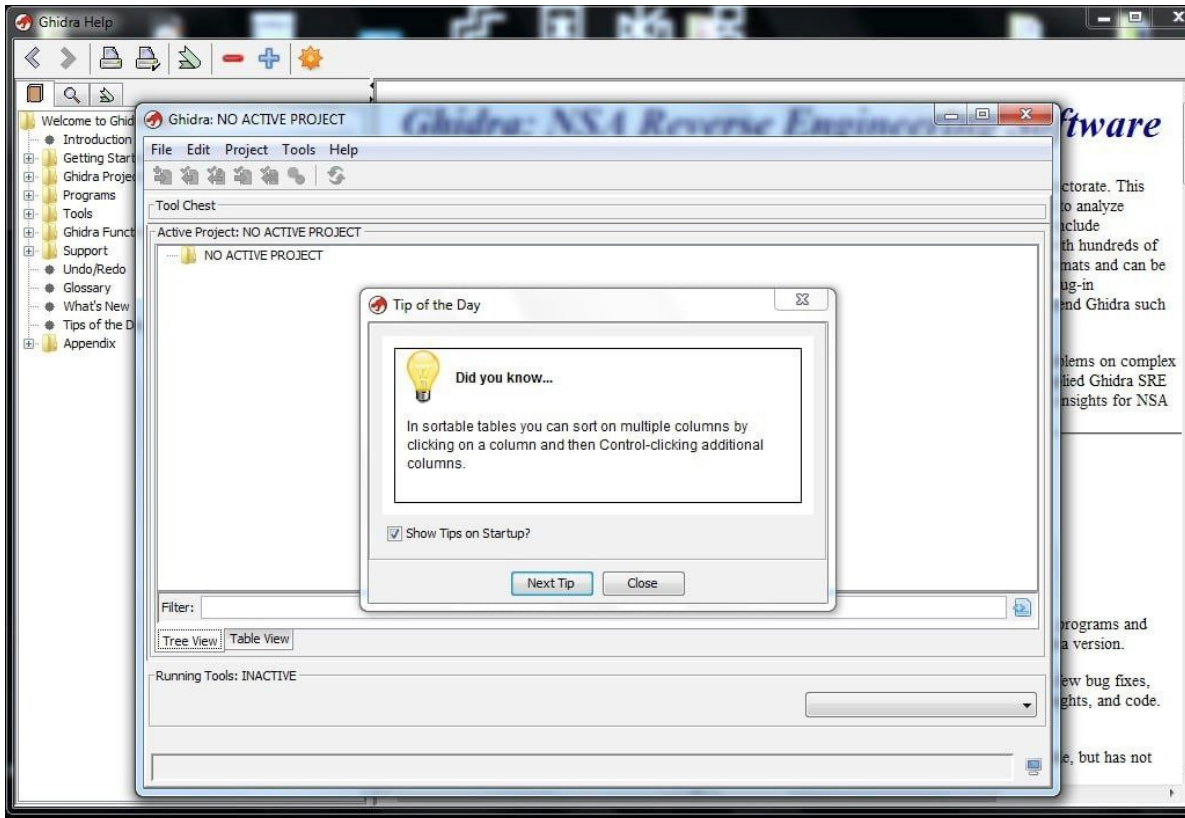 Ghidra Help
Welcome to Ghid
Introduction
Getting Start
Ghidra Projec
Programs
Tools
Ghidra Funct
Support
Undo/Redo
Glossary
What's New
Tips of the D
Appendix
Ghidra: NSA Reverse Engineering Software
Ghidra: NO ACTIVE PROJECT
File Edit Project Tools Help
Tool Chest
Active Project: NO ACTIVE PROJECT
NO ACTIVE PROJECT
Tip of the Day
Did you know...
In sortable tables you can sort on multiple columns by
clicking on a column and then Control-clicking additional
columns.
Show Tips on Startup?
Next Tip Close
Filter:
Tree View Table View
Running Tools: INACTIVE
ctorate. This
to analyze
nclude
th hundreds of
mats and can be
ug-in
end Ghidra such
blems on complex
lied Ghidra SRE
insights for NSA
programs and
a version.
ew bug fixes,
ghts, and code.
e, but has not